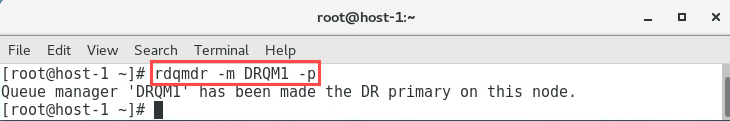 root@host-1:~
File Edit View Search Terminal Help
[root@host-1 ~]# rdqmdr -m DRQM1 -p
Queue manager 'DRQM1' has been made the DR primary on this node.
[root@host-1 ~]#